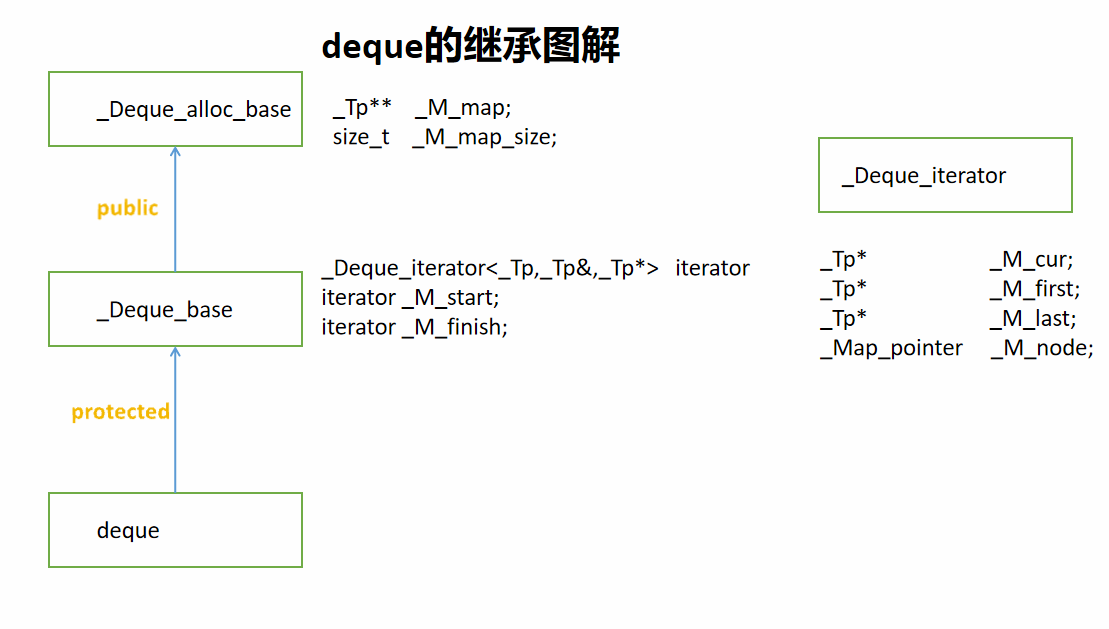 deque的继承图解
_Deque_alloc_base
_Tp** _M_map;
size_t _M_map_size;
public
_Deque_base
_Deque_iterator<_Tp,_Tp&,_Tp*> iterator
iterator _M_start;
iterator _M_finish;
protected
deque
_Deque_iterator
_Tp* _M_cur;
_Tp* _M_first;
_Tp* _M_last;
_Map_pointer _M_node;